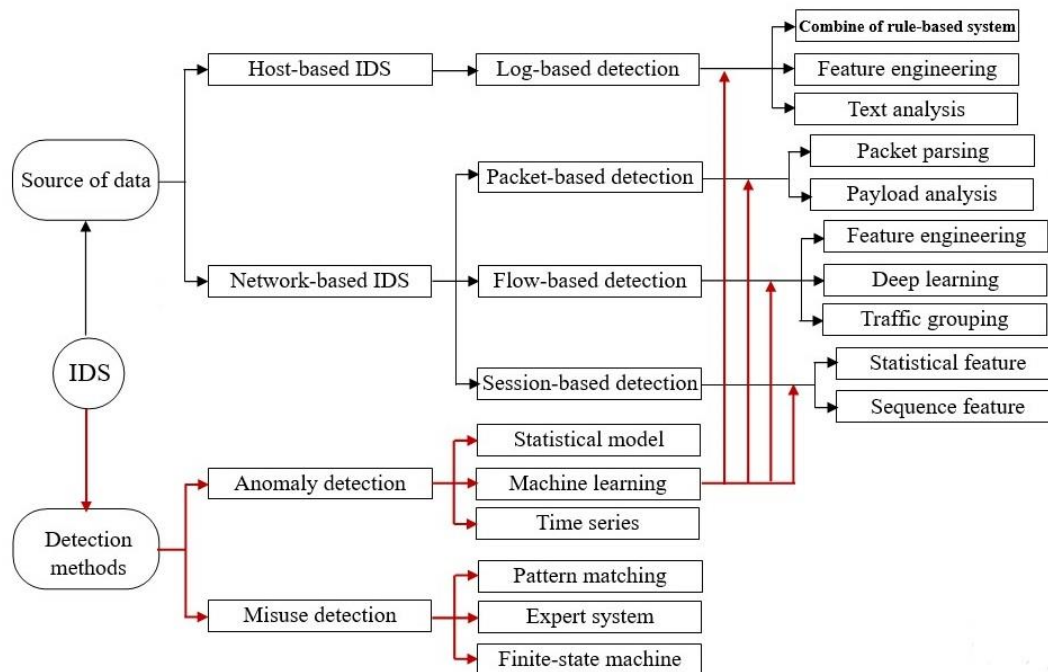 Combine of rule-based system
Host-based IDS
Log-based detection
Feature engineering
Text analysis
Source of data
Packet-based detection
Packet parsing
Payload analysis
Network-based IDS
Flow-based detection
Feature engineering
Deep learning
Traffic grouping
IDS
Session-based detection
Statistical feature
Sequence feature
Anomaly detection
Statistical model
Machine learning
Time series
Detection
methods
Misuse detection
Pattern matching
Expert system
Finite-state machine